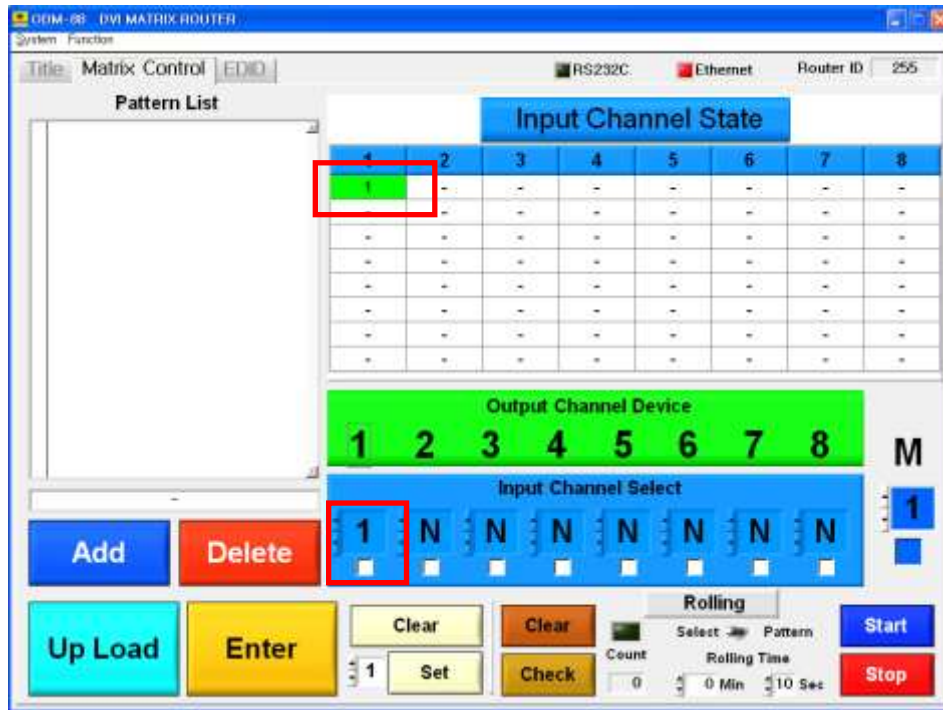 ODM-88 DVI MATRIX ROUTER
System Function
Title Matrix Control EDID RS232C Ethernet Router ID 255
Pattern List
Input Channel State
1 2 3 4 5 6 7 8
1 - - - - - - -
- - - - - - - -
- - - - - - - -
- - - - - - - -
- - - - - - - -
- - - - - - - -
- - - - - - - -
- - - - - - - -
Output Channel Device
1 2 3 4 5 6 7 8 M
-
Input Channel Select
1 N N N N N N N 1
Add Delete
Up Load Enter
Clear
1 Set
Clear
Check
Rolling
Select Pattern
Count Rolling Time
0 0 Min 10 Sec
Start
Stop